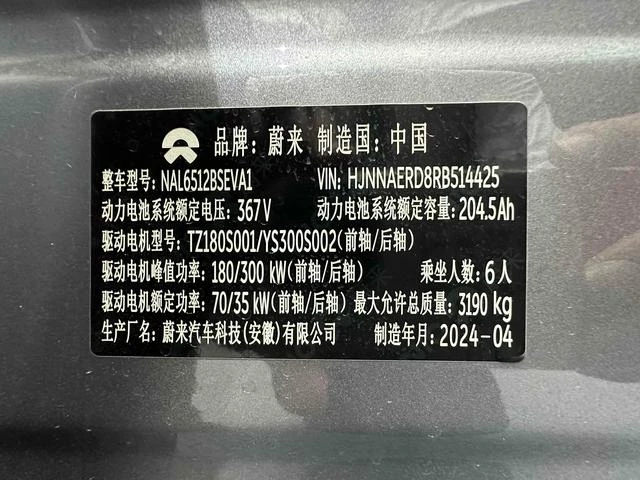 品牌：蔚来 制造国：中国
整车型号：NAL6512BSEVA1 VIN：HJNNAERD8RB514425
动力电池系统额定电压：367V 动力电池系统额定容量：204.5Ah
驱动电机型号：TZ180S001/YS300S002（前轴/后轴）
驱动电机峰值功率：180/300 kW（前轴/后轴） 乘坐人数：6人
驱动电机额定功率：70/35 kW（前轴/后轴） 最大允许总质量：3190 kg
生产厂名：蔚来汽车科技（安徽）有限公司 制造年月：2024-04